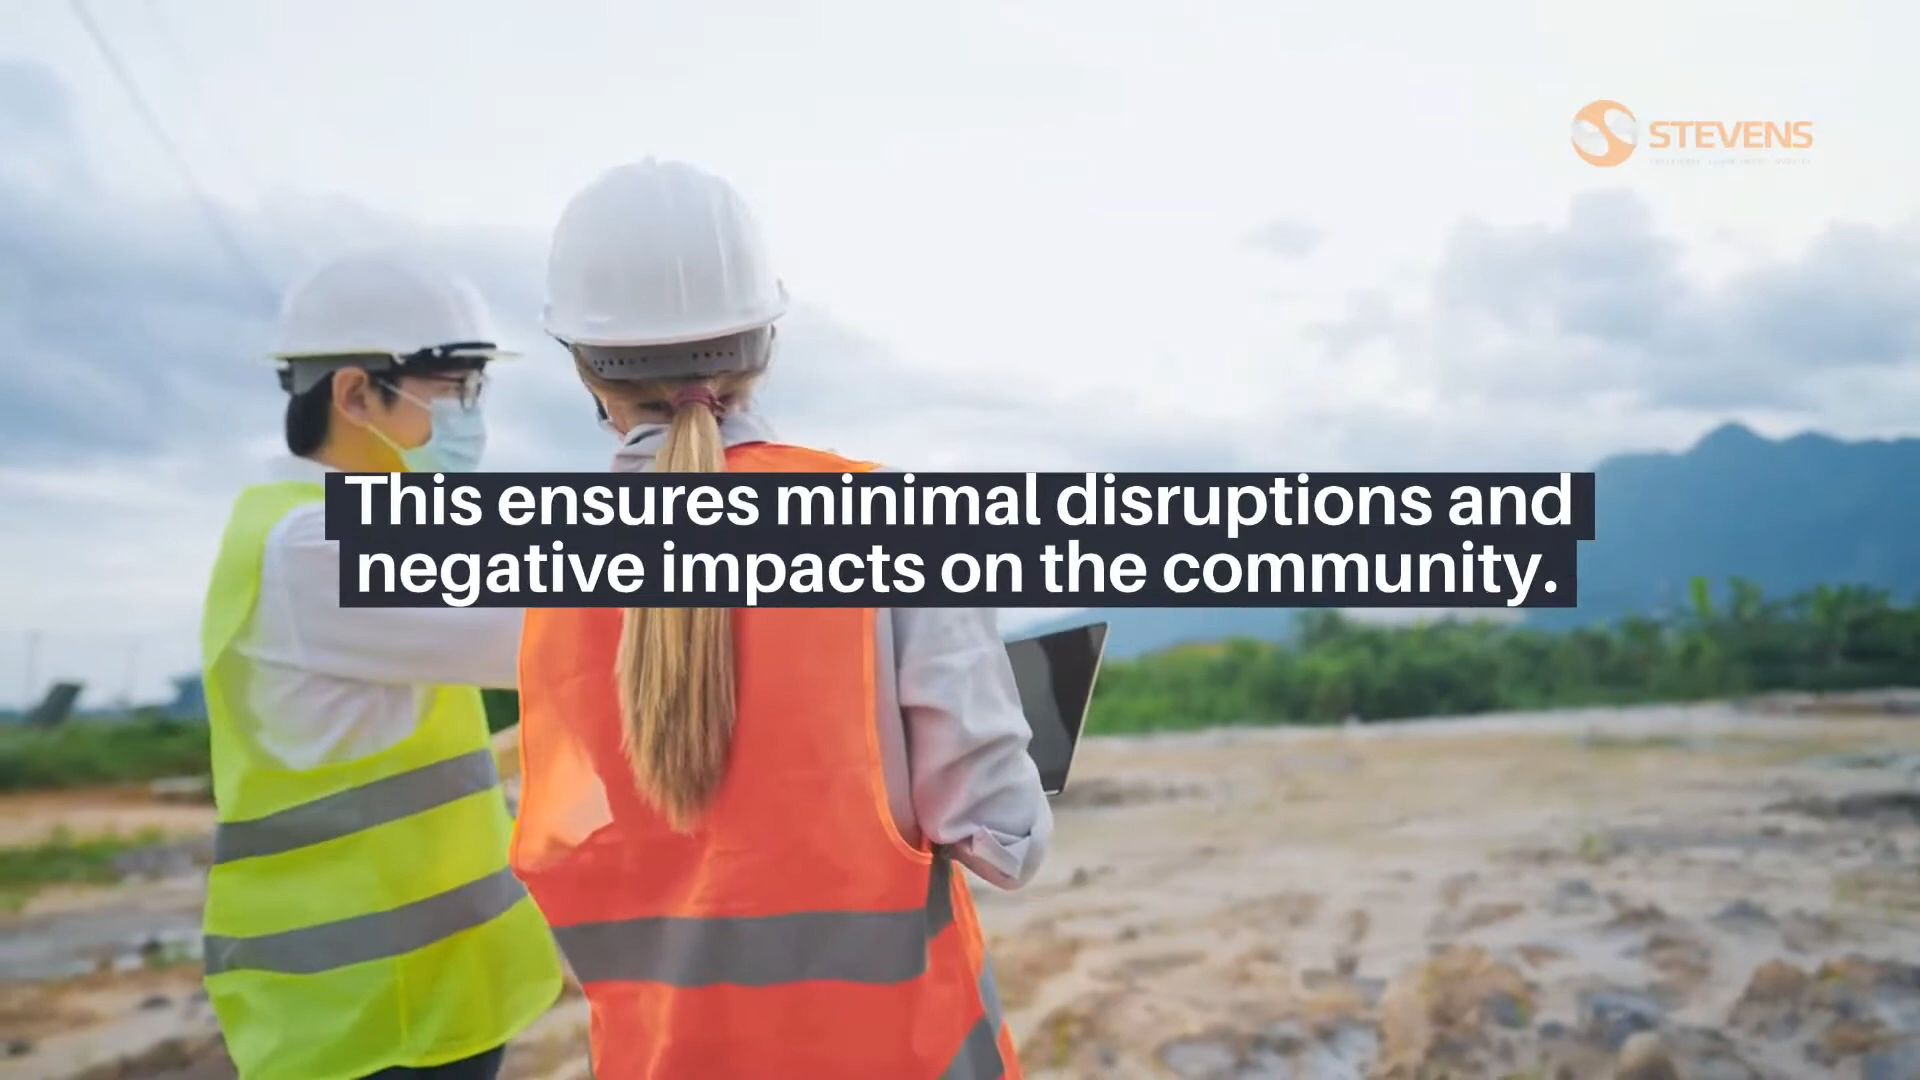 STEVENS
This ensures minimal disruptions and
negative impacts on the community.